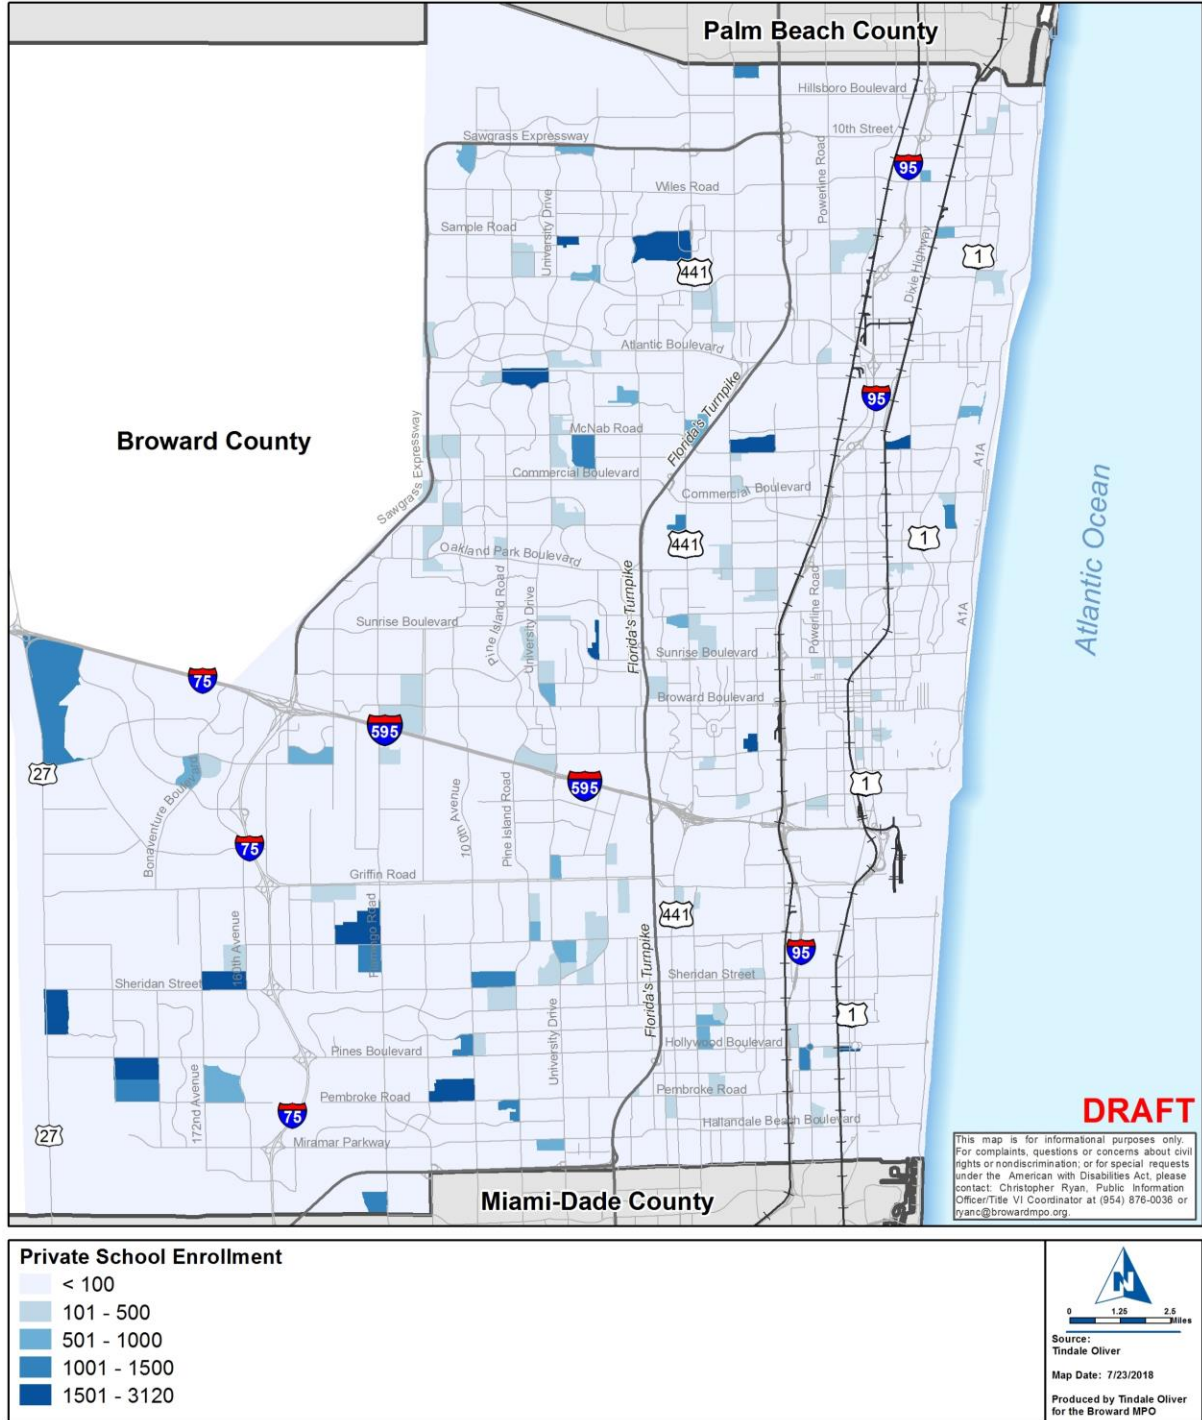 Palm Beach County
Hillsboro Boulevard
10th Street
Sawgrass Expressway
95
Powerline Road
Wiles Road
University Drive
Sample Road
441
1
Dixie Highway
Atlantic Boulevard
Florida's Turnpike
95
Broward County
McNab Road
A1A
Sawgrass Expressway
Commercial Boulevard
Commercial Boulevard
Atlantic Ocean
441
1
Oakland Park Boulevard
Pine Island Road
University Drive
Florida's Turnpike
Powerline Road
A1A
Sunrise Boulevard
Sunrise Boulevard
75
Broward Boulevard
595
27
Bonaventure Boulevard
595
1
100th Avenue
Pine Island Road
75
Griffin Road
441
160th Avenue
Flamingo Road
95
Sheridan Street
Sheridan Street
Florida's Turnpike
University Drive
1
Pines Boulevard
Hollywood Boulevard
172nd Avenue
Pembroke Road
Pembroke Road
75
Hallandale Beach Boulevard
27
Miramar Parkway
Miami-Dade County
DRAFT
This map is for informational purposes only.
For complaints, questions or concerns about civil
rights or nondiscrimination; or for special requests
under the American with Disabilities Act, please
contact: Christopher Ryan, Public Information
Officer/Title VI Coordinator at (954) 876-0036 or
ryanc@browardmpo.org.
Private School Enrollment
< 100
101 - 500
501 - 1000
1001 - 1500
1501 - 3120
N
0 1.25 2.5
Miles
Source:
Tindale Oliver
Map Date: 7/23/2018
Produced by Tindale Oliver
for the Broward MPO